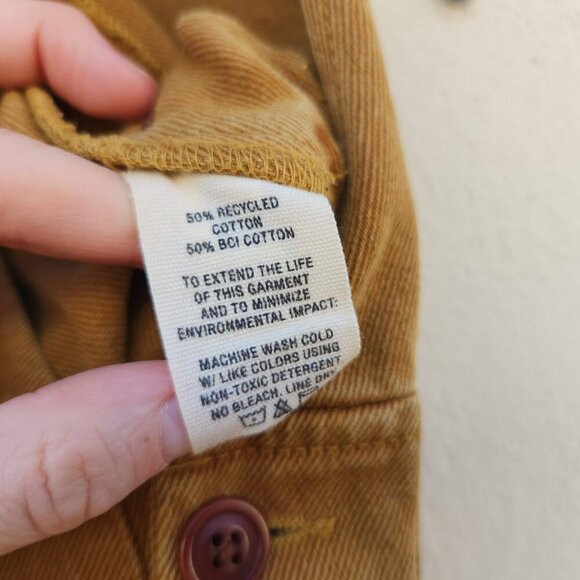 50% RECYCLED
COTTON
50% BCI COTTON
TO EXTEND THE LIFE
OF THIS GARMENT
AND TO MINIMIZE
ENVIRONMENTAL IMPACT:
MACHINE WASH COLD
W/ LIKE COLORS USING
NON-TOXIC DETERGENT
NO BLEACH. LINE DRY